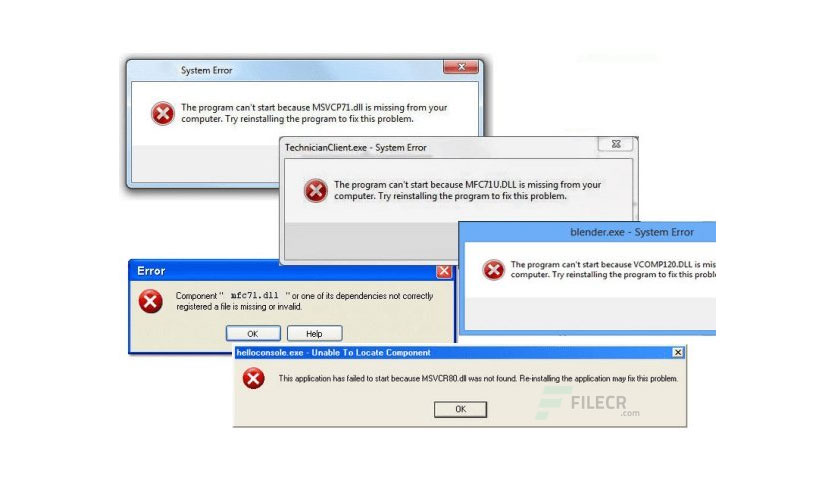 System Error
The program can't start because MSVCP71.dll is missing from your
computer. Try reinstalling the program to fix this problem.
TechnicianClient.exe - System Error
The program can't start because MFC71U.DLL is missing from your
computer. Try reinstalling the program to fix this problem.
blender.exe - System Error
The program can't start because VCOMP120.DLL is mis
computer. Try reinstalling the program to fix this proble
Error
Component " mfc71.dll " or one of its dependencies not correctly
registered a file is missing or invalid.
OK Help
helloconsole.exe - Unable To Locate Component
This application has failed to start because MSVCR80.dll was not found. Re-installing the application may fix this problem.
OK
FILECR
.com